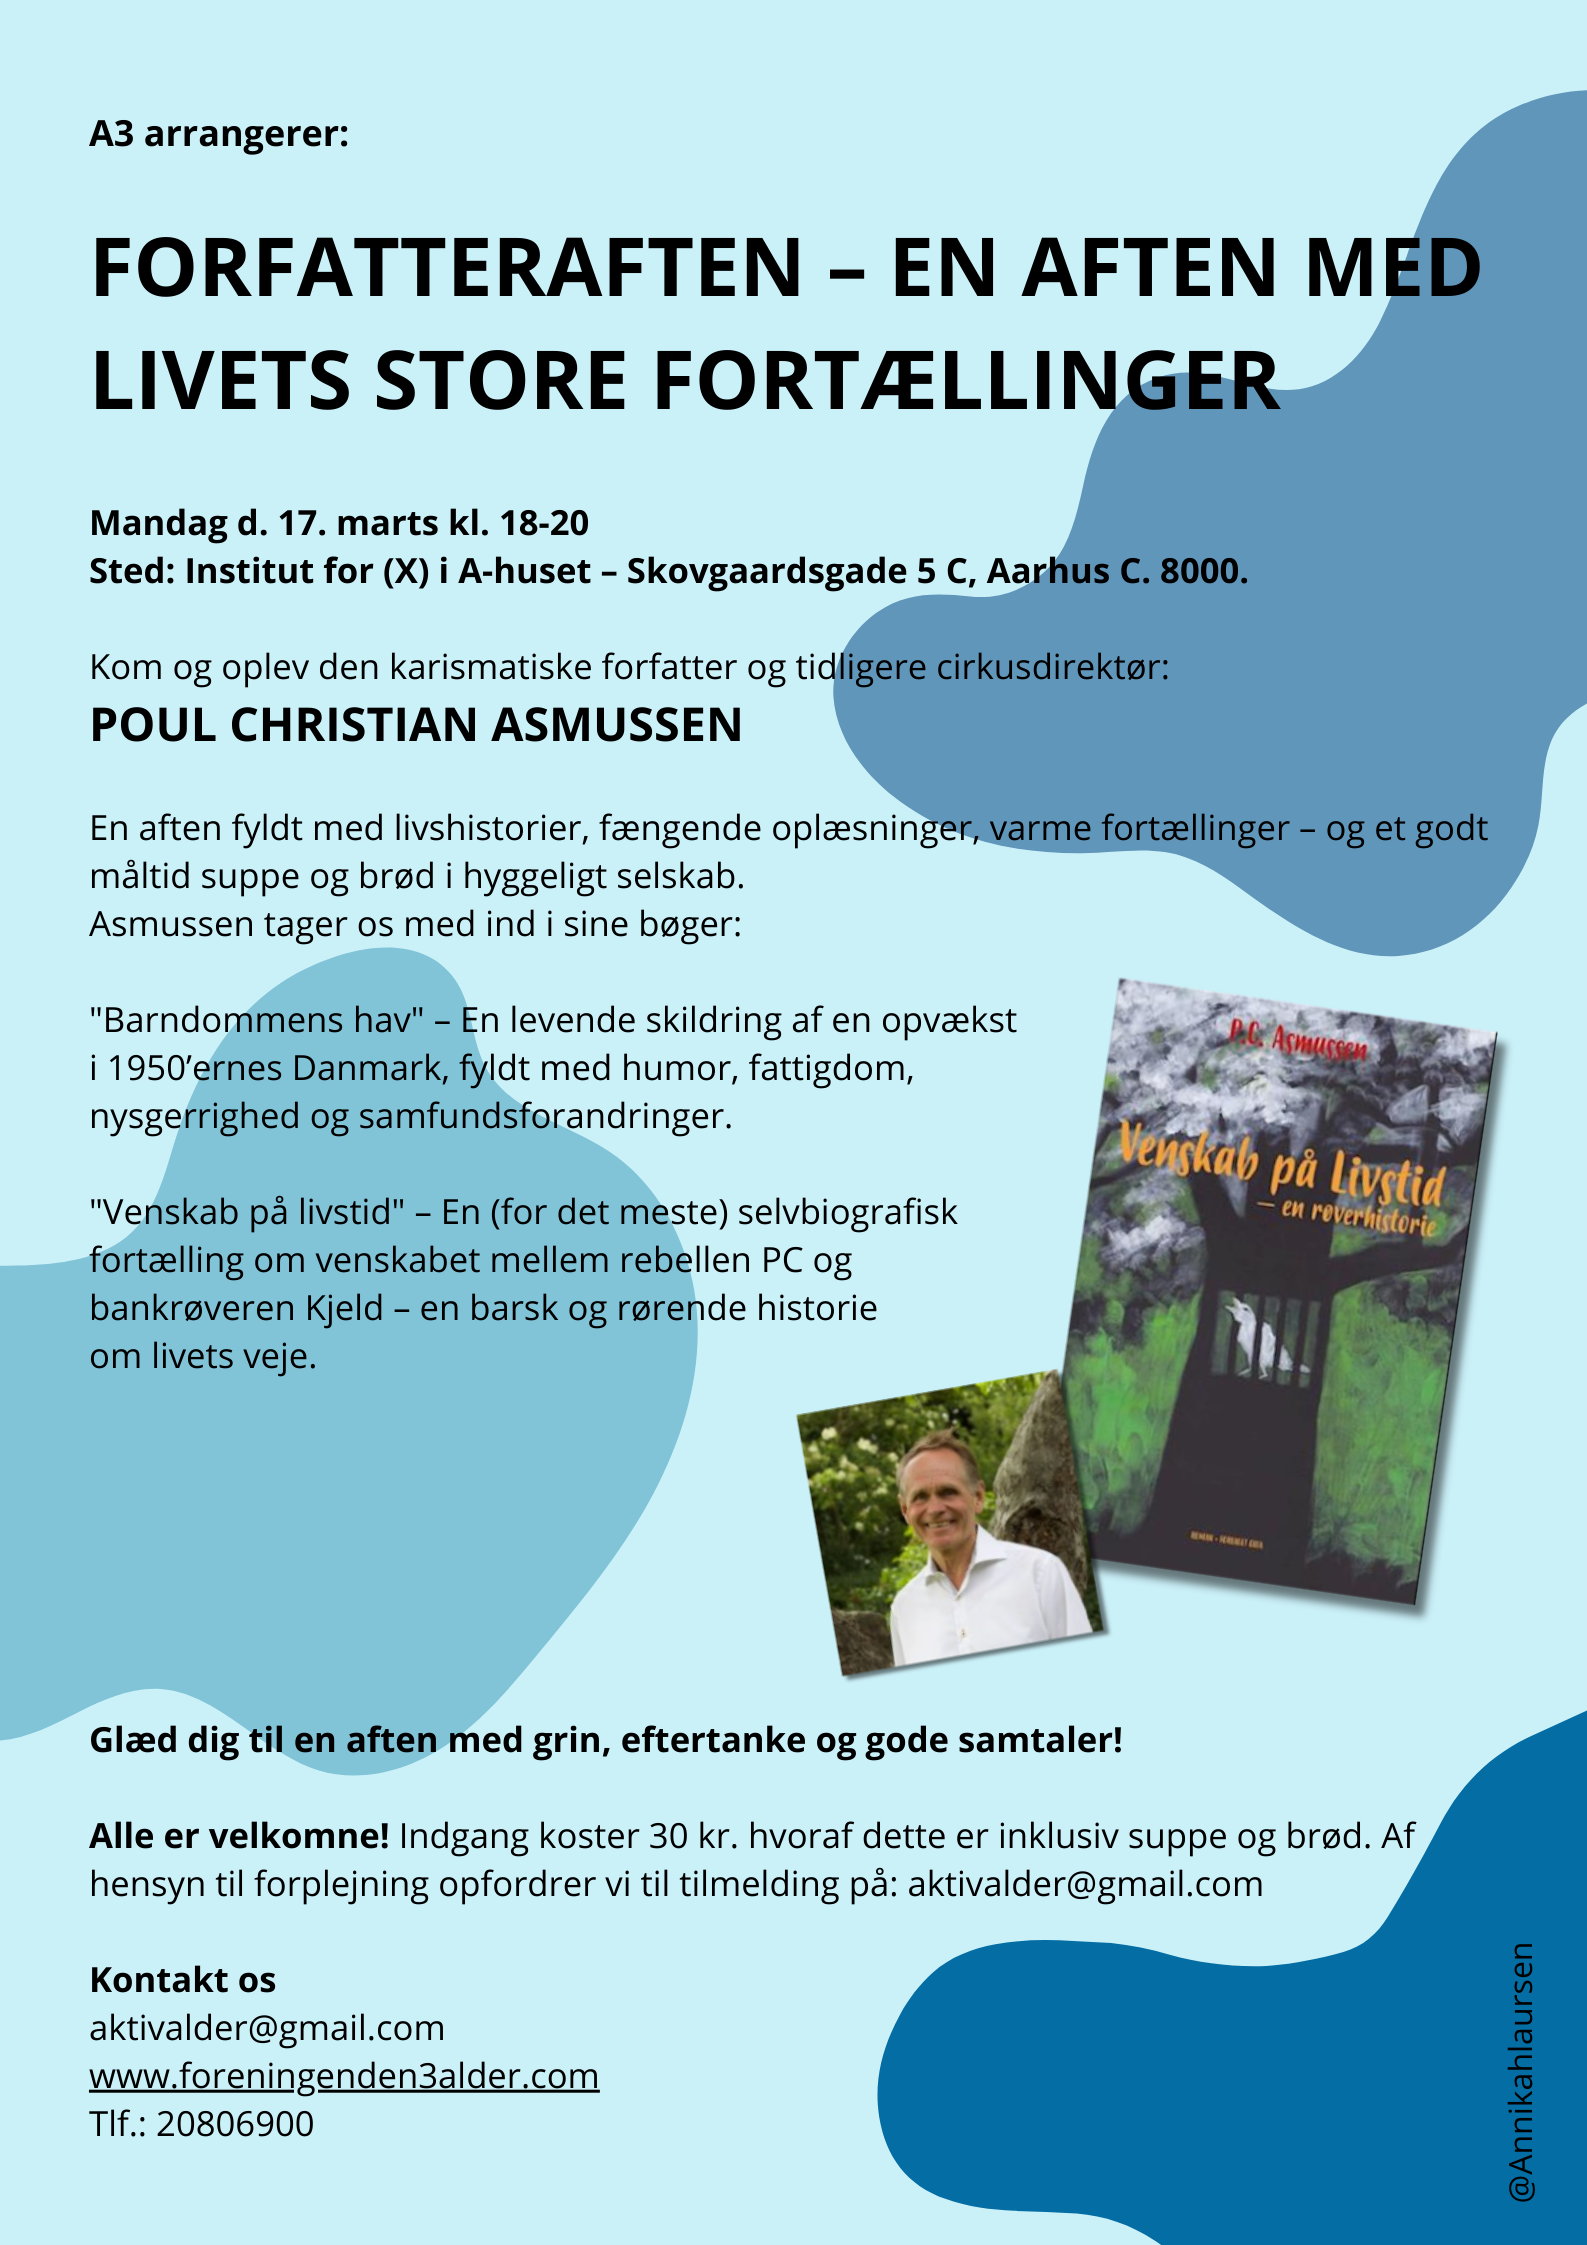 A3 arrangerer:
FORFATTERAFTEN – EN AFTEN MED
LIVETS STORE FORTÆLLINGER
Mandag d. 17. marts kl. 18-20
Sted: Institut for (X) i A-huset – Skovgaardsgade 5 C, Aarhus C. 8000.
Kom og oplev den karismatiske forfatter og tidligere cirkusdirektør:
POUL CHRISTIAN ASMUSSEN
En aften fyldt med livshistorier, fængende oplæsninger, varme fortællinger – og et godt
måltid suppe og brød i hyggeligt selskab.
Asmussen tager os med ind i sine bøger:
"Barndommens hav" – En levende skildring af en opvækst
i 1950’ernes Danmark, fyldt med humor, fattigdom,
nysgerrighed og samfundsforandringer.
"Venskab på livstid" – En (for det meste) selvbiografisk
fortælling om venskabet mellem rebellen PC og
bankrøveren Kjeld – en barsk og rørende historie
om livets veje.
P.C. Asmussen
Venskab på Livstid
– en røverhistorie
ROMAN • FORLAGET
Glæd dig til en aften med grin, eftertanke og gode samtaler!
Alle er velkomne! Indgang koster 30 kr. hvoraf dette er inklusiv suppe og brød. Af
hensyn til forplejning opfordrer vi til tilmelding på: aktivalder@gmail.com
Kontakt os
aktivalder@gmail.com
www.foreningenden3alder.com
Tlf.: 20806900
@Annikahlaursen